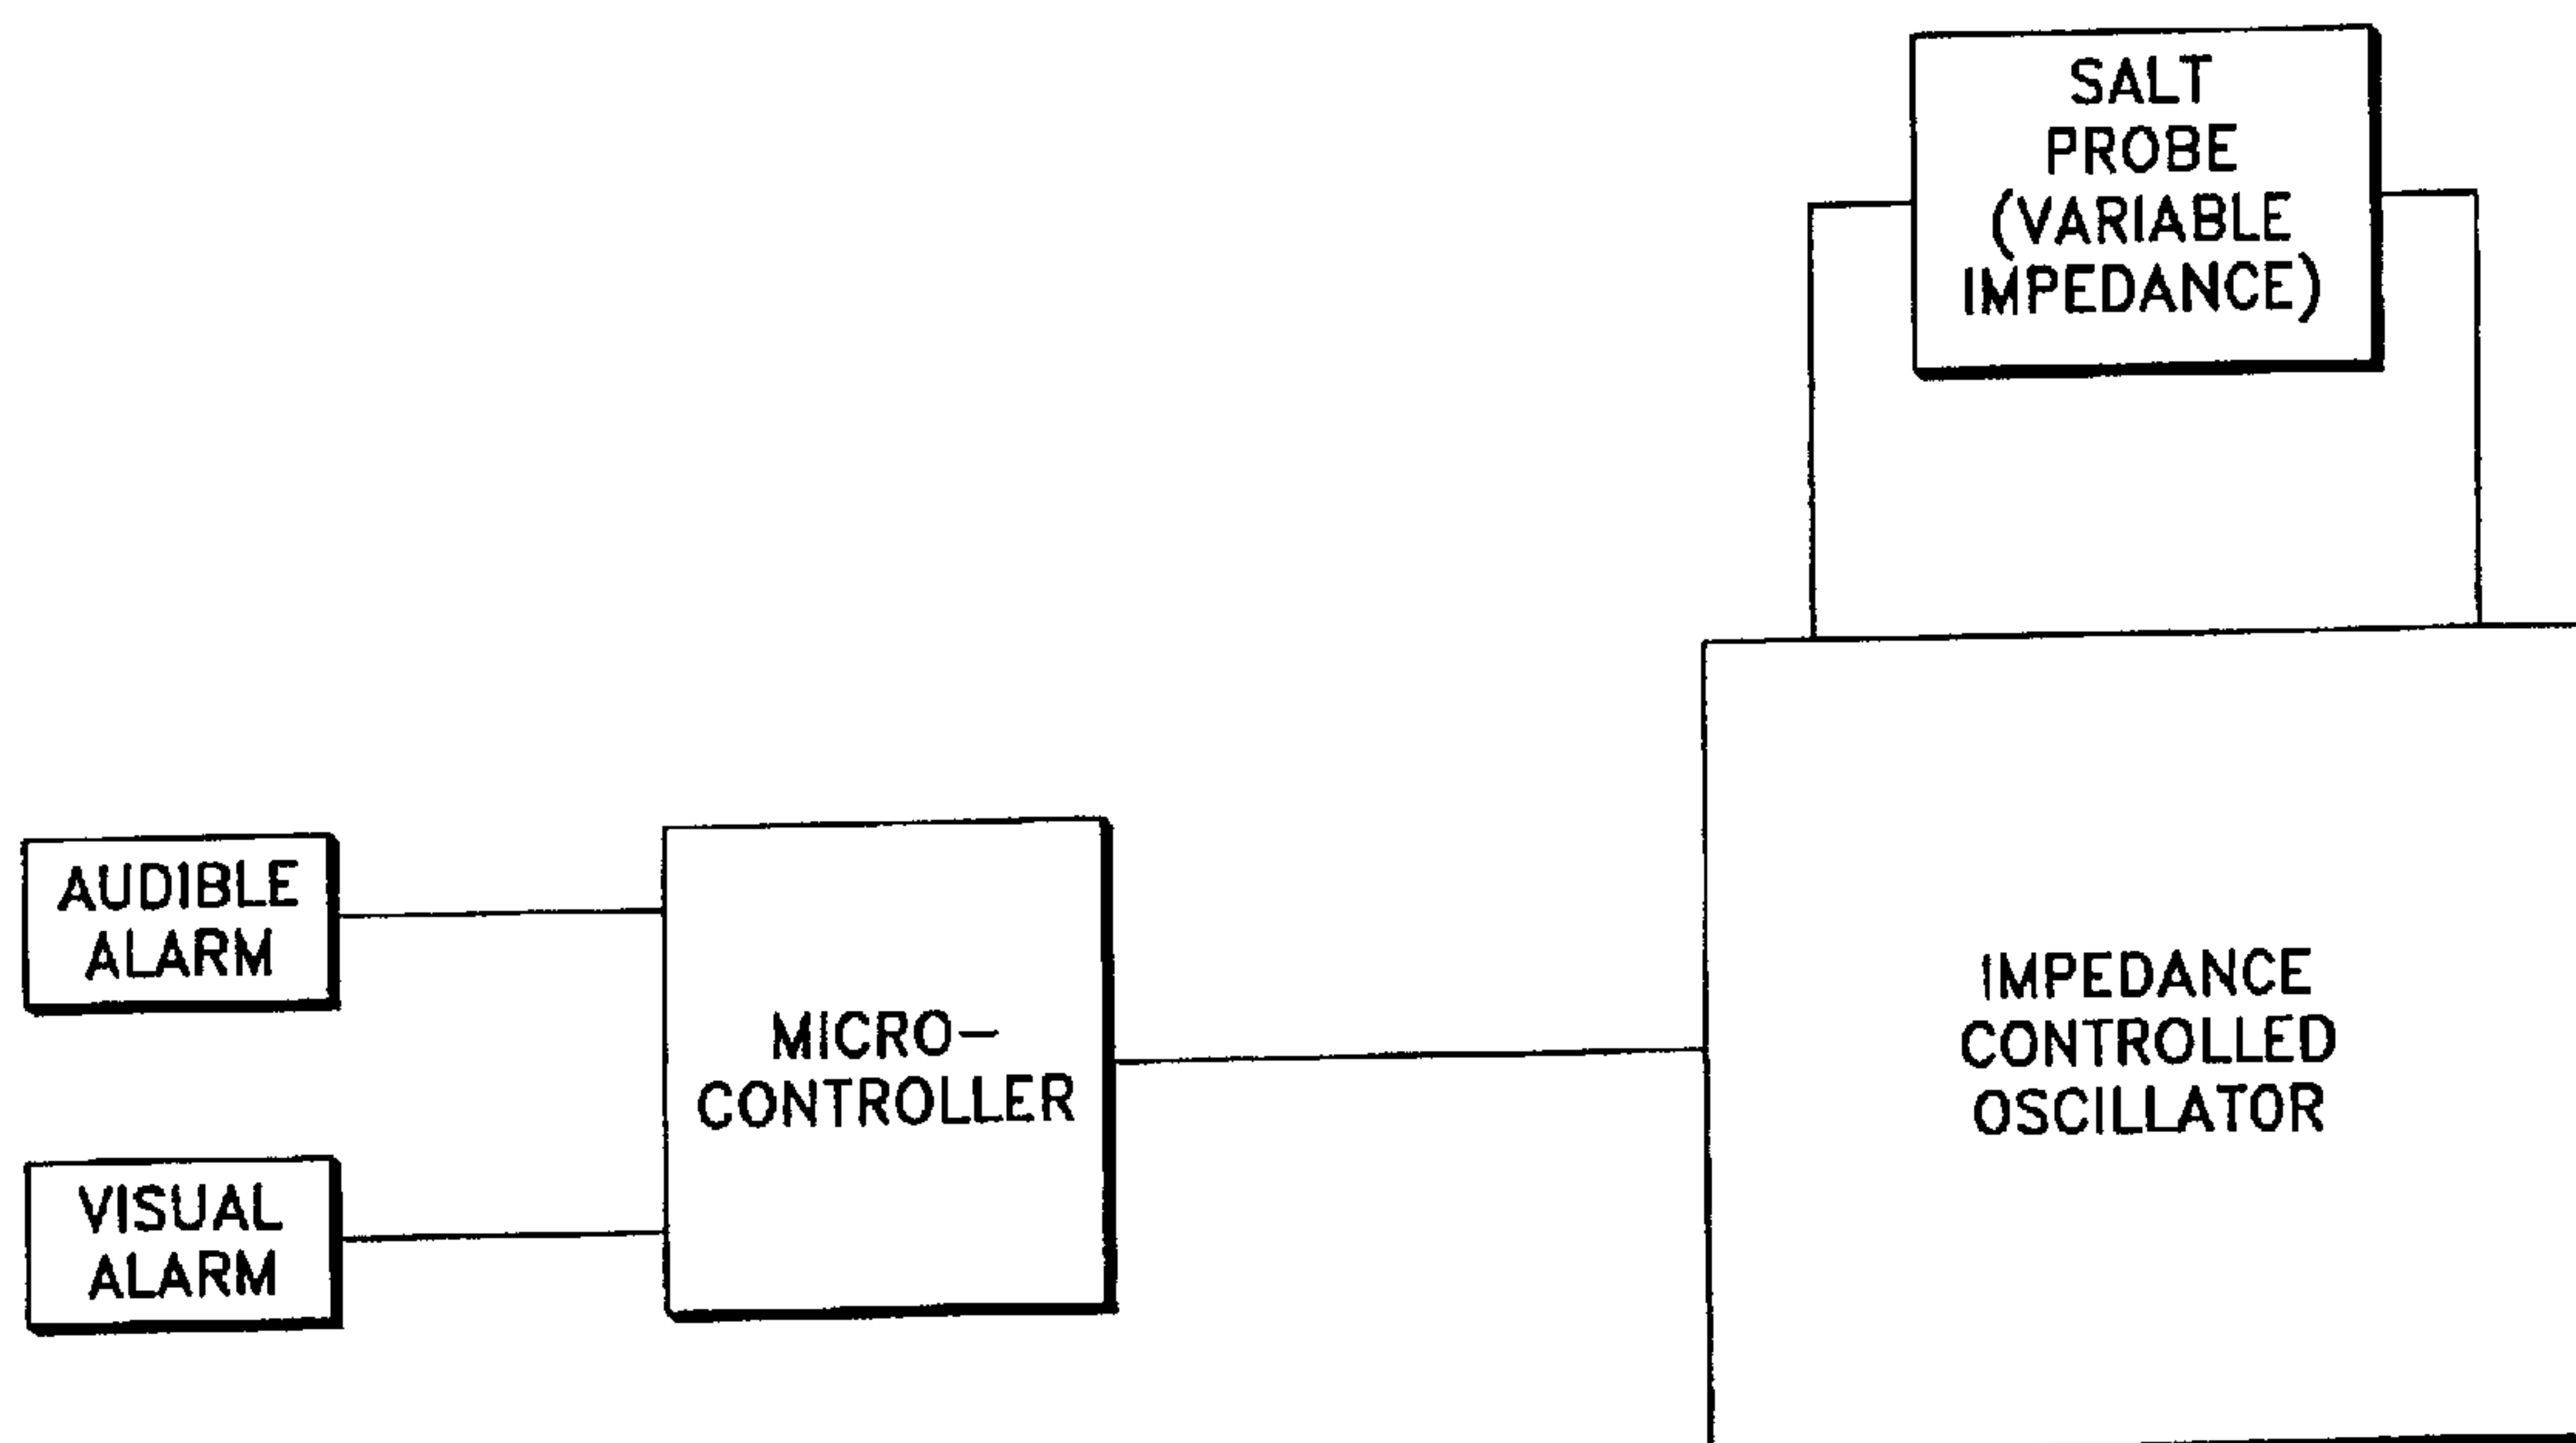 SALT
PROBE
(VARIABLE
IMPEDANCE)
AUDIBLE
ALARM
MICRO-
CONTROLLER
VISUAL
ALARM
IMPEDANCE
CONTROLLED
OSCILLATOR